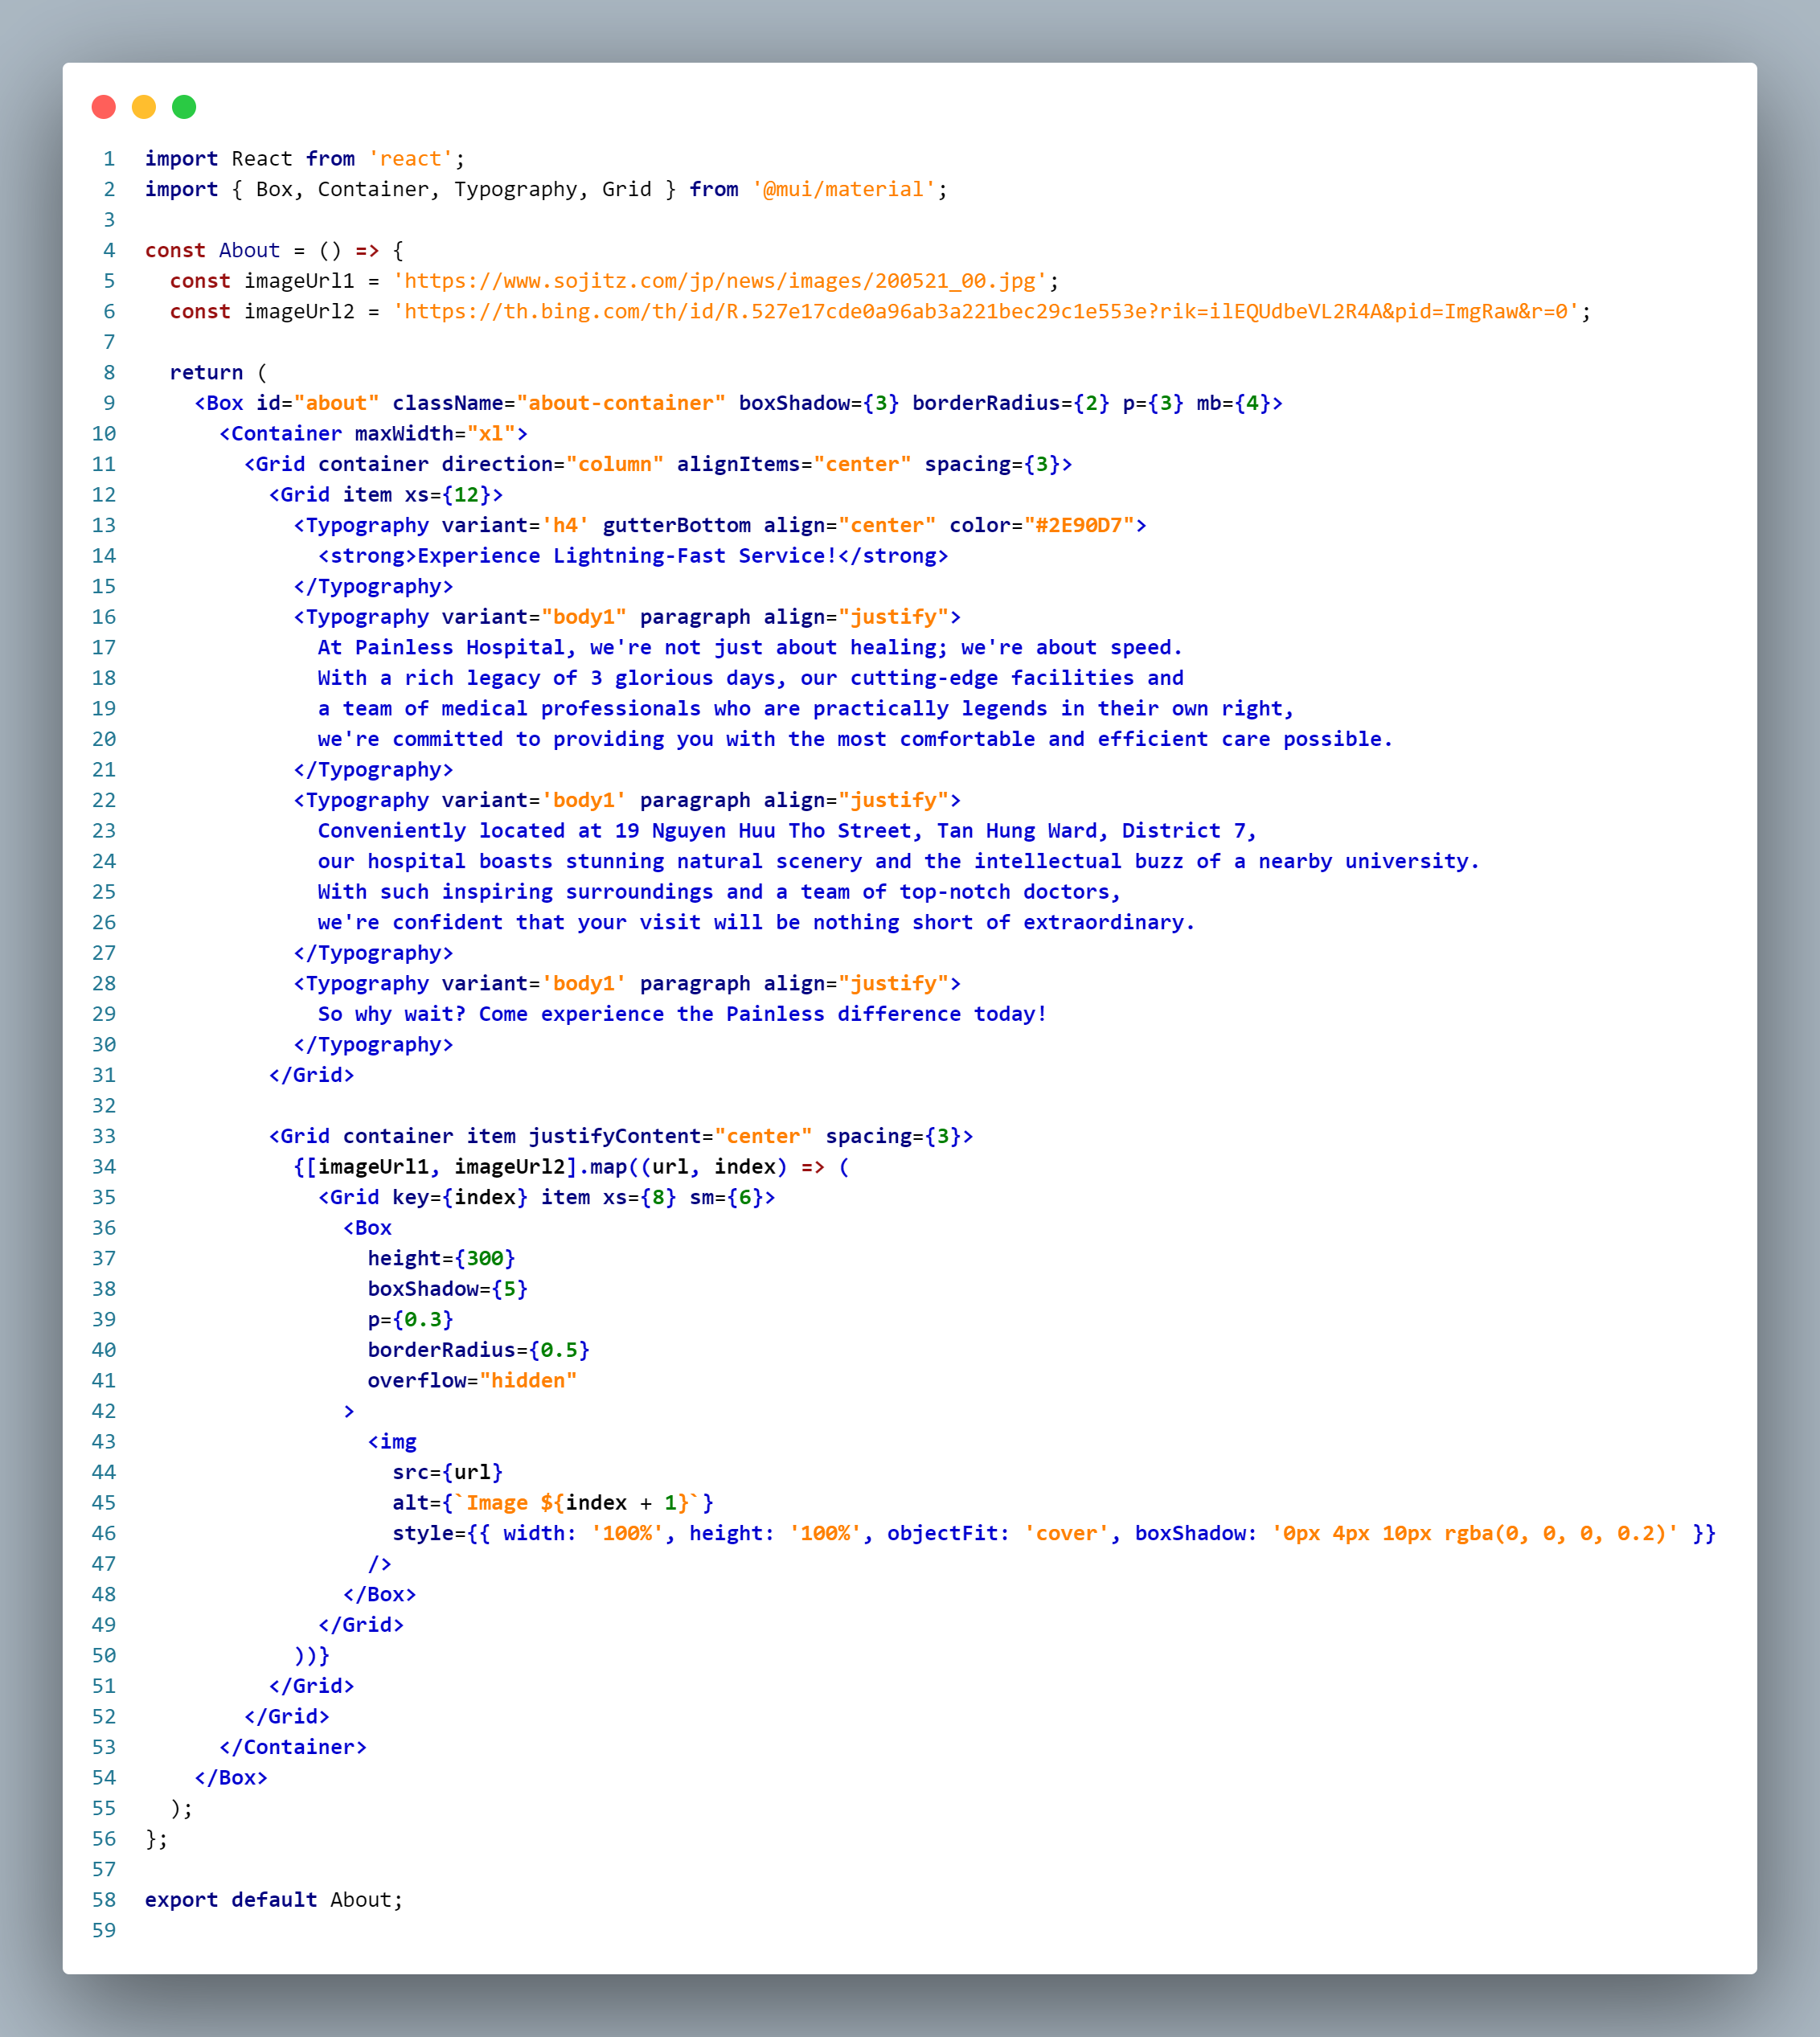 1 import React from 'react';
2 import { Box, Container, Typography, Grid } from '@mui/material';
3
4 const About = () => {
5   const imageUrl1 = 'https://www.sojitz.com/jp/news/images/200521_00.jpg';
6   const imageUrl2 = 'https://th.bing.com/th/id/R.527e17cde0a96ab3a221bec29c1e553e?rik=ilEQUdbeVL2R4A&pid=ImgRaw&r=0';
7
8   return (
9     <Box id="about" className="about-container" boxShadow={3} borderRadius={2} p={3} mb={4}>
10       <Container maxWidth="xl">
11         <Grid container direction="column" alignItems="center" spacing={3}>
12           <Grid item xs={12}>
13             <Typography variant='h4' gutterBottom align="center" color="#2E90D7">
14               <strong>Experience Lightning-Fast Service!</strong>
15             </Typography>
16             <Typography variant="body1" paragraph align="justify">
17               At Painless Hospital, we're not just about healing; we're about speed.
18               With a rich legacy of 3 glorious days, our cutting-edge facilities and
19               a team of medical professionals who are practically legends in their own right,
20               we're committed to providing you with the most comfortable and efficient care possible.
21             </Typography>
22             <Typography variant='body1' paragraph align="justify">
23               Conveniently located at 19 Nguyen Huu Tho Street, Tan Hung Ward, District 7,
24               our hospital boasts stunning natural scenery and the intellectual buzz of a nearby university.
25               With such inspiring surroundings and a team of top-notch doctors,
26               we're confident that your visit will be nothing short of extraordinary.
27             </Typography>
28             <Typography variant='body1' paragraph align="justify">
29               So why wait? Come experience the Painless difference today!
30             </Typography>
31           </Grid>
32
33           <Grid container item justifyContent="center" spacing={3}>
34             {[imageUrl1, imageUrl2].map((url, index) => (
35               <Grid key={index} item xs={8} sm={6}>
36                 <Box
37                   height={300}
38                   boxShadow={5}
39                   p={0.3}
40                   borderRadius={0.5}
41                   overflow="hidden"
42                 >
43                   <img
44                     src={url}
45                     alt={`Image ${index + 1}`}
46                     style={{ width: '100%', height: '100%', objectFit: 'cover', boxShadow: '0px 4px 10px rgba(0, 0, 0, 0.2)' }}
47                   />
48                 </Box>
49               </Grid>
50             ))}
51           </Grid>
52         </Grid>
53       </Container>
54     </Box>
55   );
56 };
57
58 export default About;
59